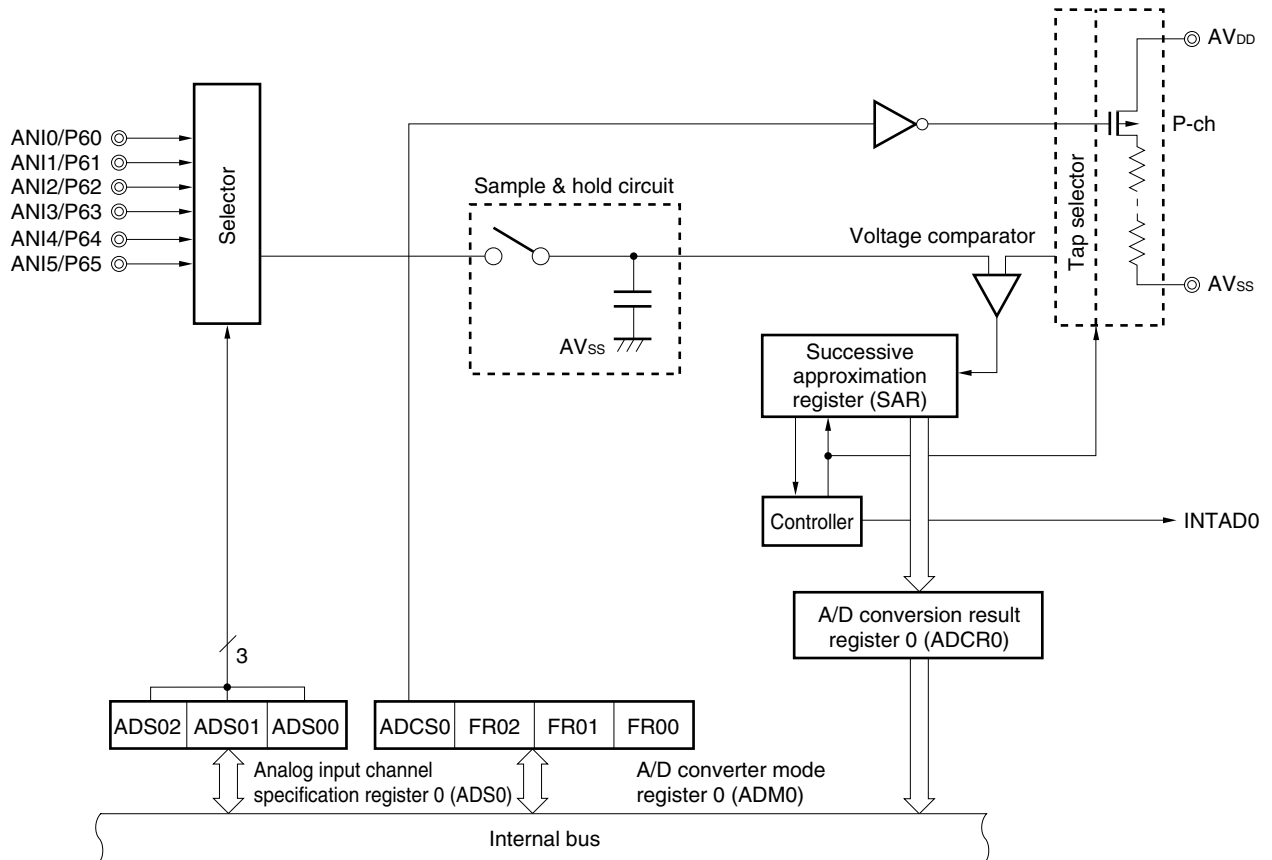 AVDD
P-ch
Tap selector
AVSS
ANI0/P60
ANI1/P61
ANI2/P62
ANI3/P63
ANI4/P64
ANI5/P65
Selector
Sample & hold circuit
AVSS
Voltage comparator
Successive
approximation
register (SAR)
Controller
INTAD0
A/D conversion result
register 0 (ADCR0)
3
ADS02 ADS01 ADS00
ADCS0 FR02 FR01 FR00
Analog input channel
specification register 0 (ADS0)
A/D converter mode
register 0 (ADM0)
Internal bus